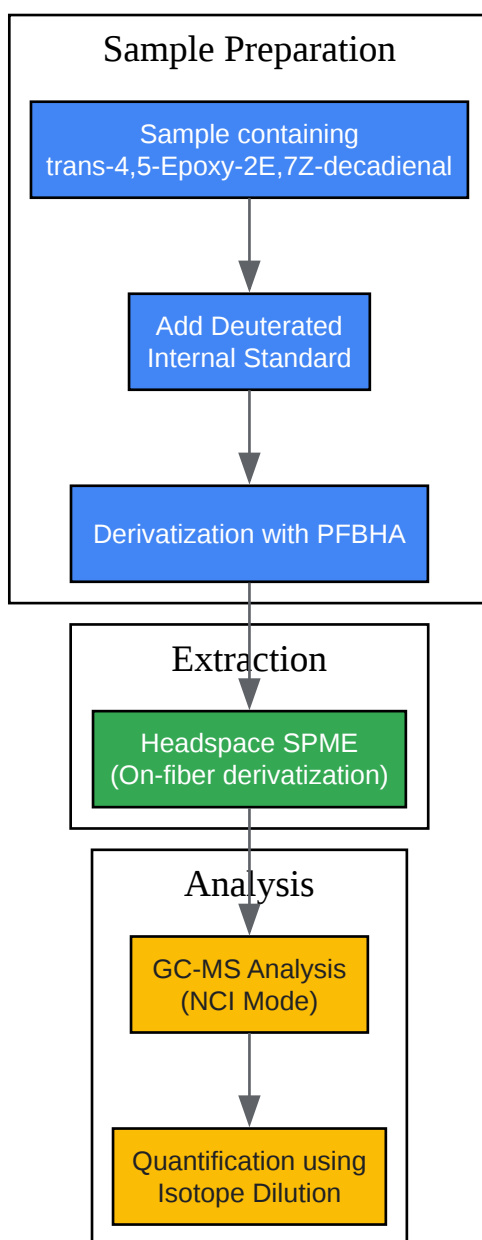 Sample Preparation
Sample containing
trans-4,5-Epoxy-2E,7Z-decadienal
Add Deuterated
Internal Standard
Derivatization with PFBHA
Extraction
Headspace SPME
(On-fiber derivatization)
Analysis
GC-MS Analysis
(NCI Mode)
Quantification using
Isotope Dilution